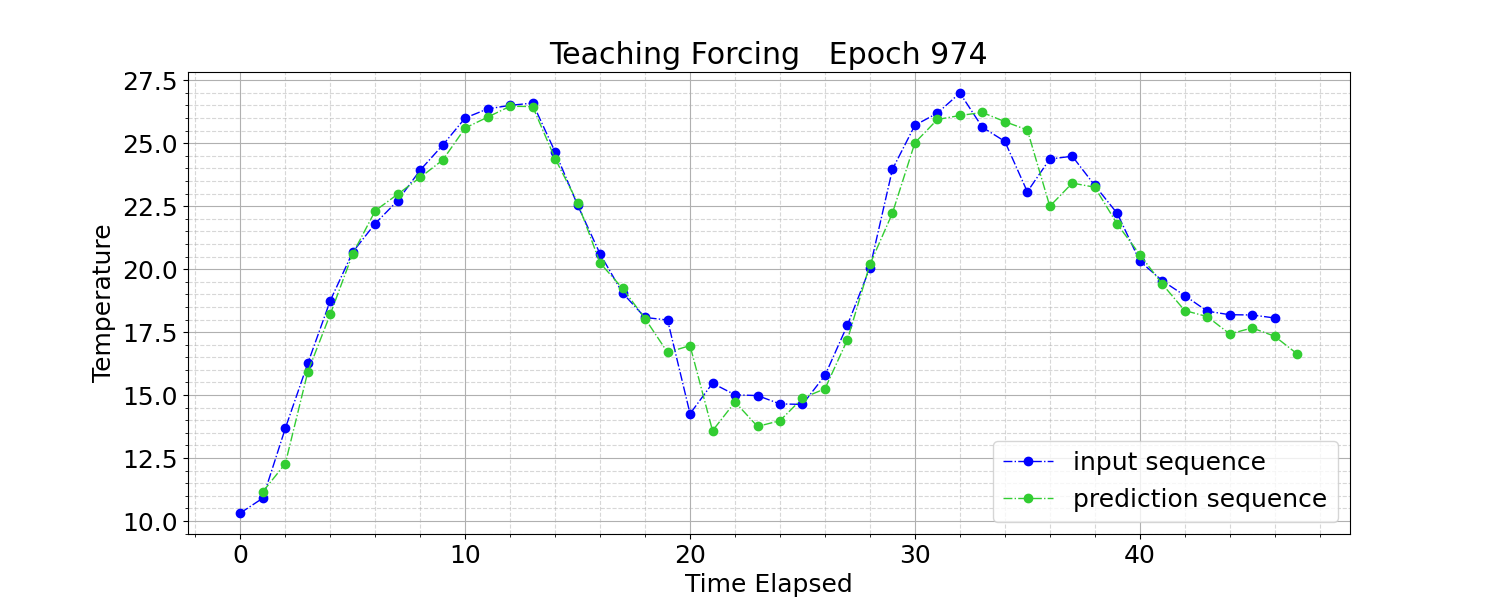 Teaching Forcing   Epoch 974
27.5
25.0
22.5
20.0
17.5
15.0
12.5
10.0
Temperature
input sequence
prediction sequence
0 10 20 30 40
Time Elapsed